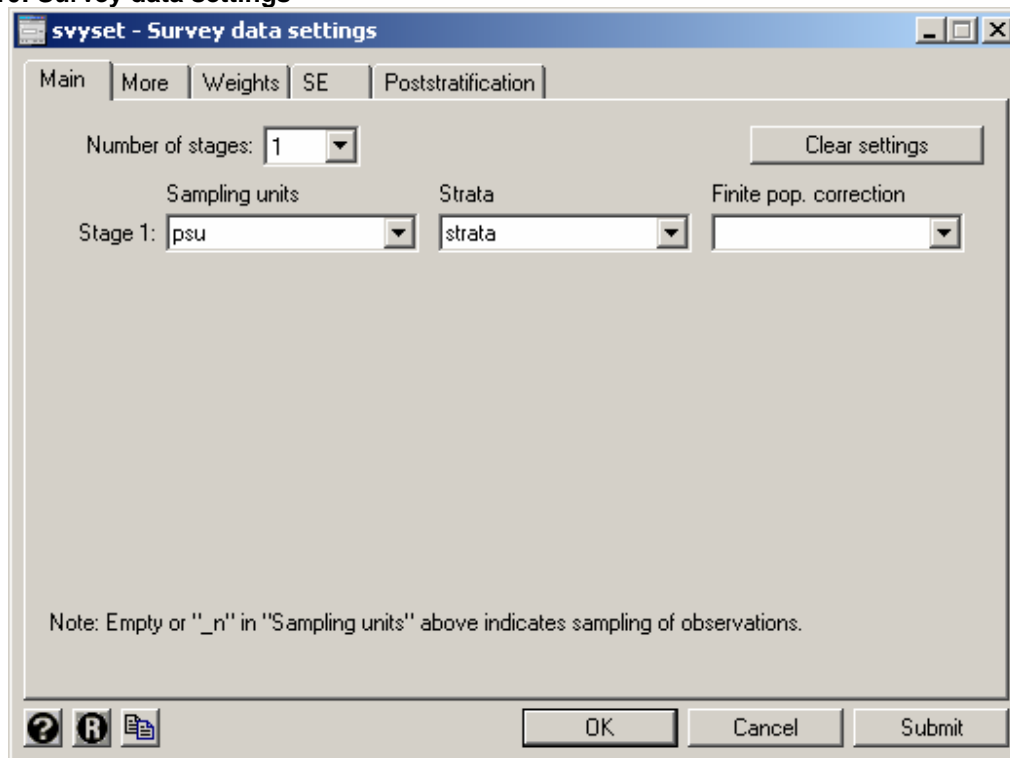 svyset - Survey data settings
Main More Weights SE Poststratification
Number of stages: 1 Clear settings
Sampling units Strata Finite pop. correction
Stage 1: psu strata
Note: Empty or "_n" in "Sampling units" above indicates sampling of observations.
? R OK Cancel Submit